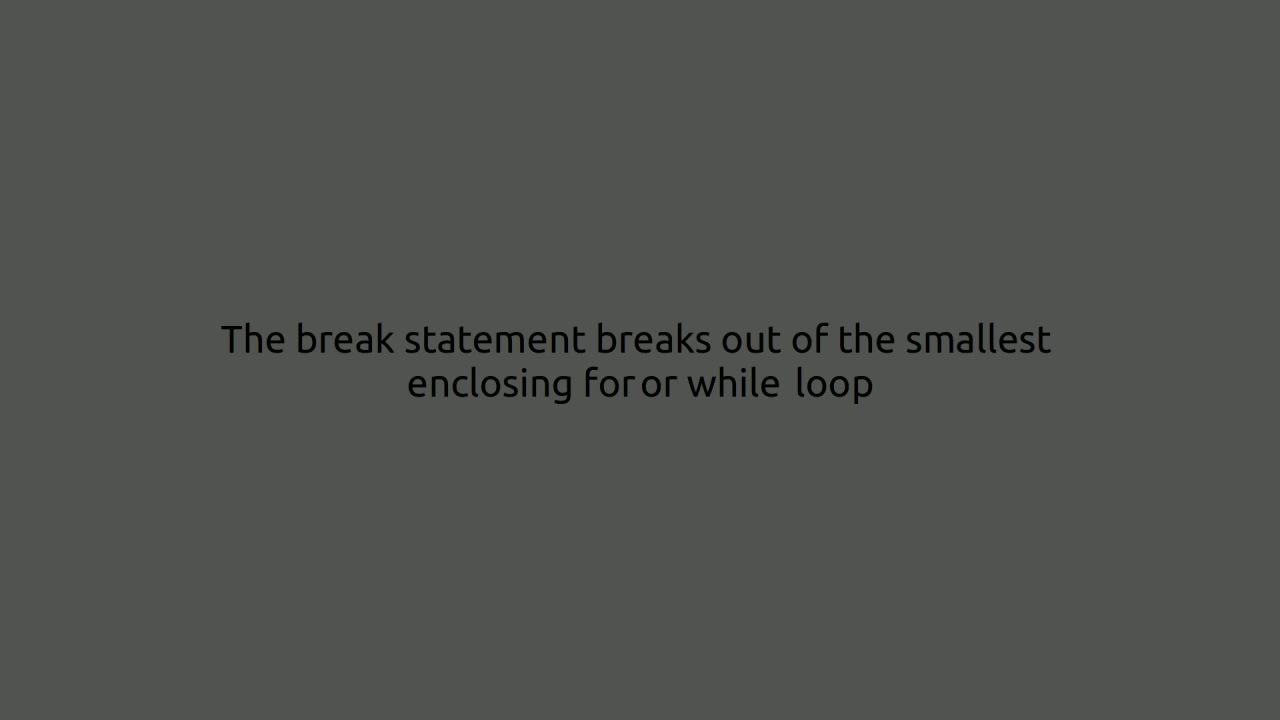 The break statement breaks out of the smallest
enclosing for or while loop